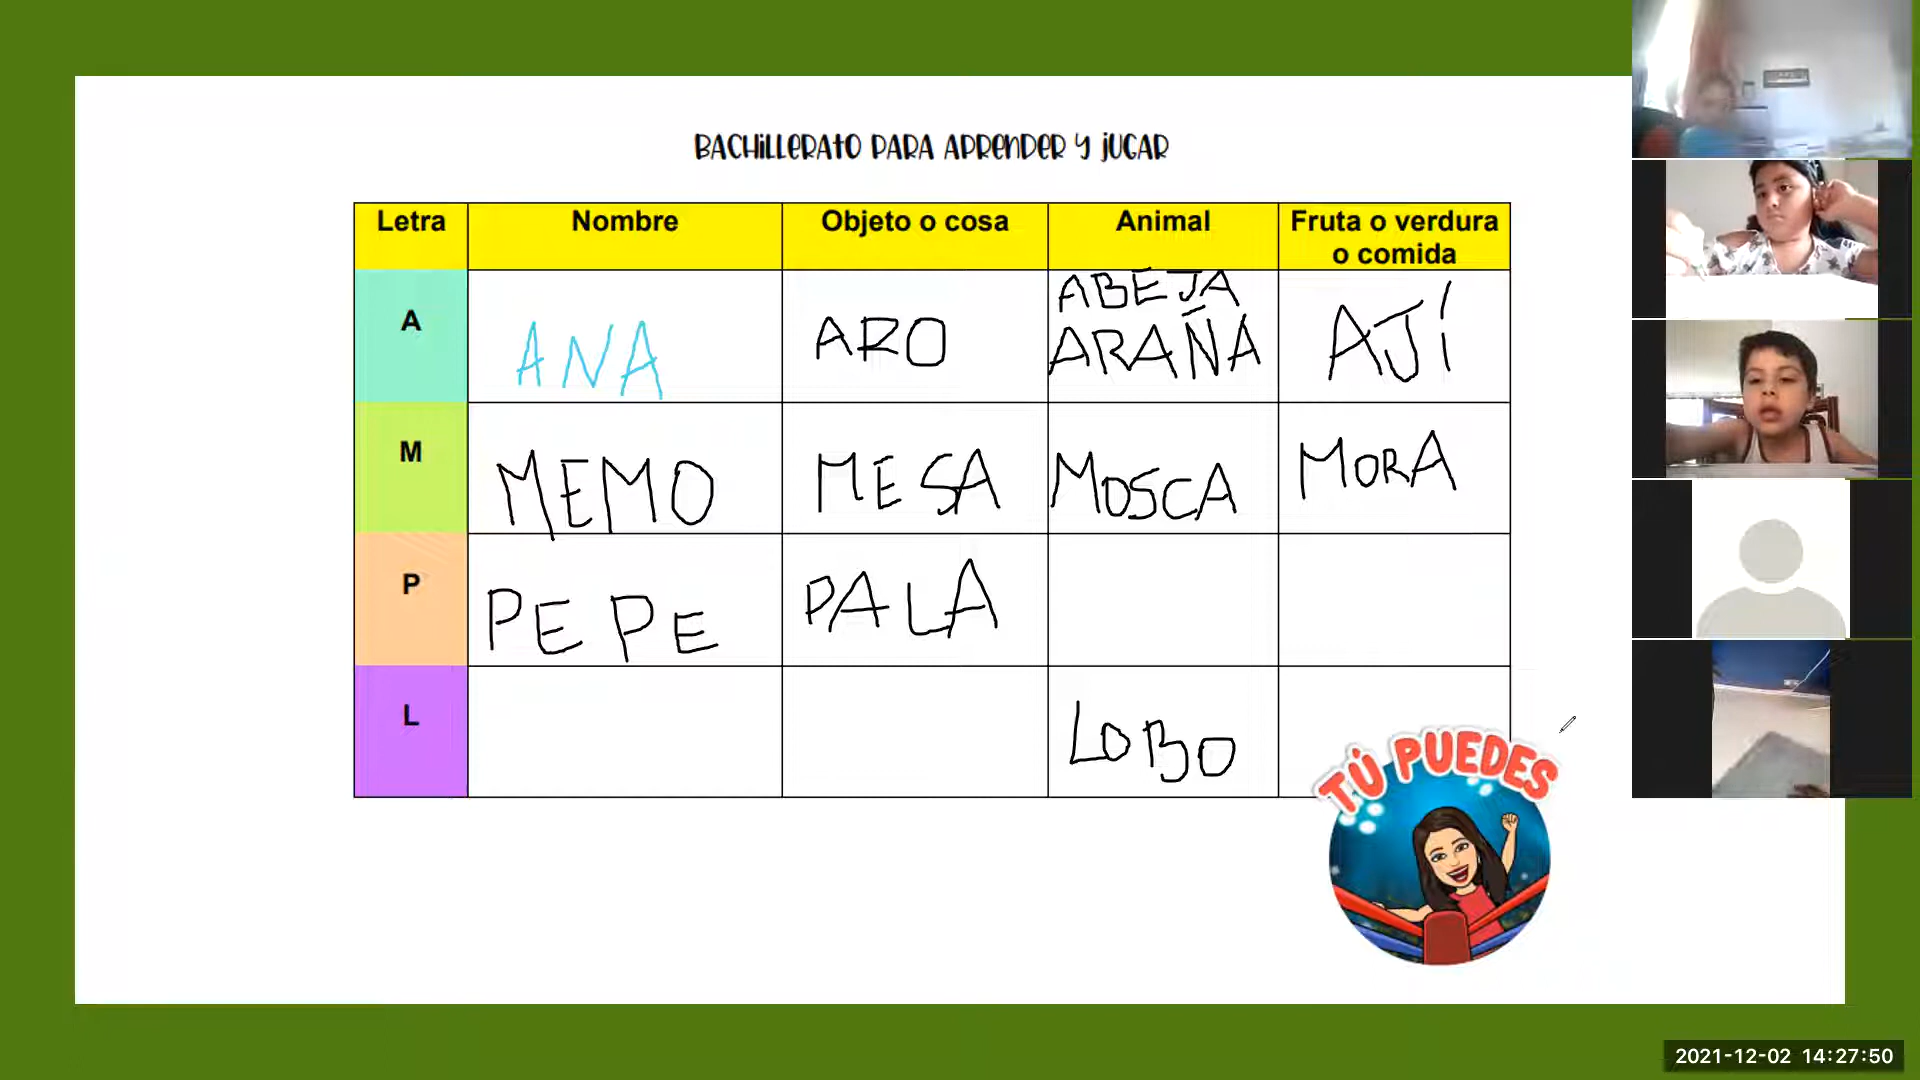 BACHILLERATO PARA APRENDER Y JUGAR
Letra Nombre Objeto o cosa Animal Fruta o verdura o comida
A ANA ARO ABEJA ARAÑA AJÍ
M MEMO MESA MOSCA MORA
P PEPE PALA
L LOBO
TÚ PUEDES
2021-12-02 14:27:50